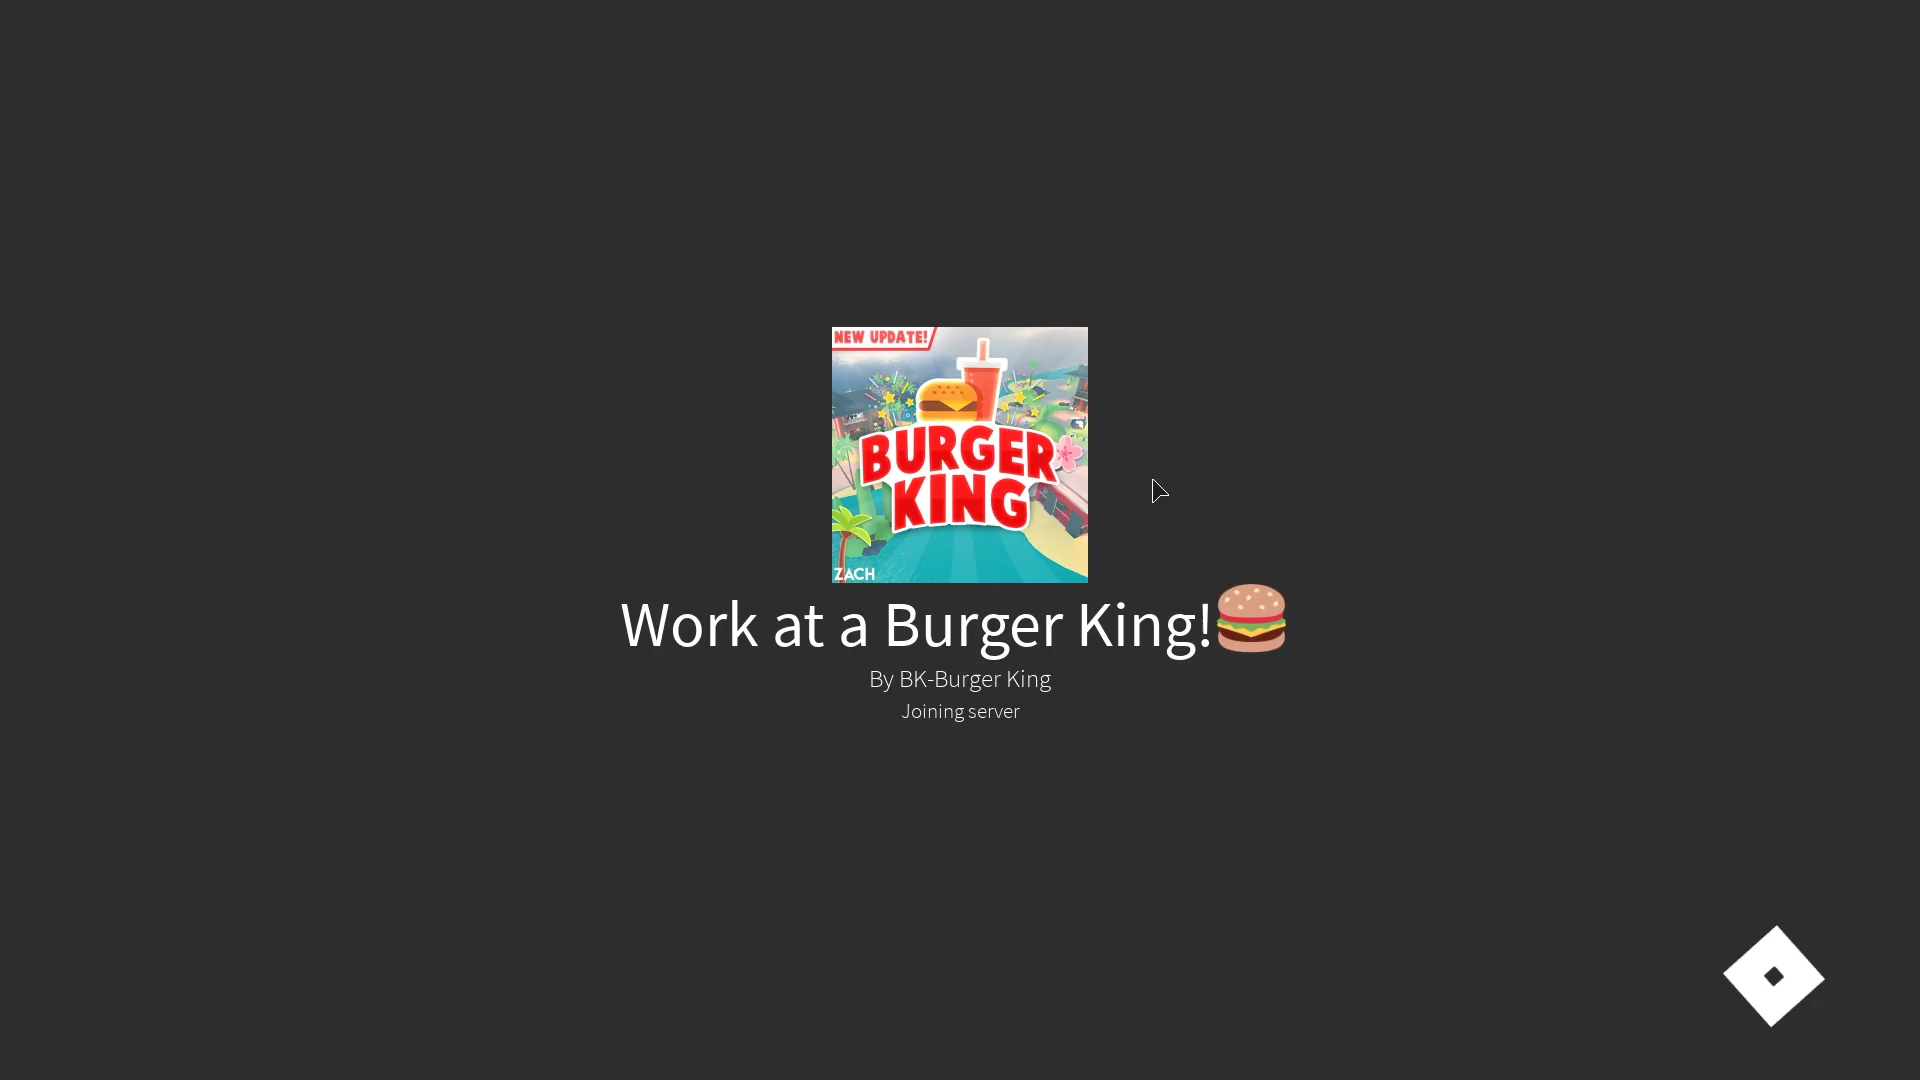 NEW UPDATE!
BURGER
KING
ZACH
Work at a Burger King!🍔
By BK-Burger King
Joining server